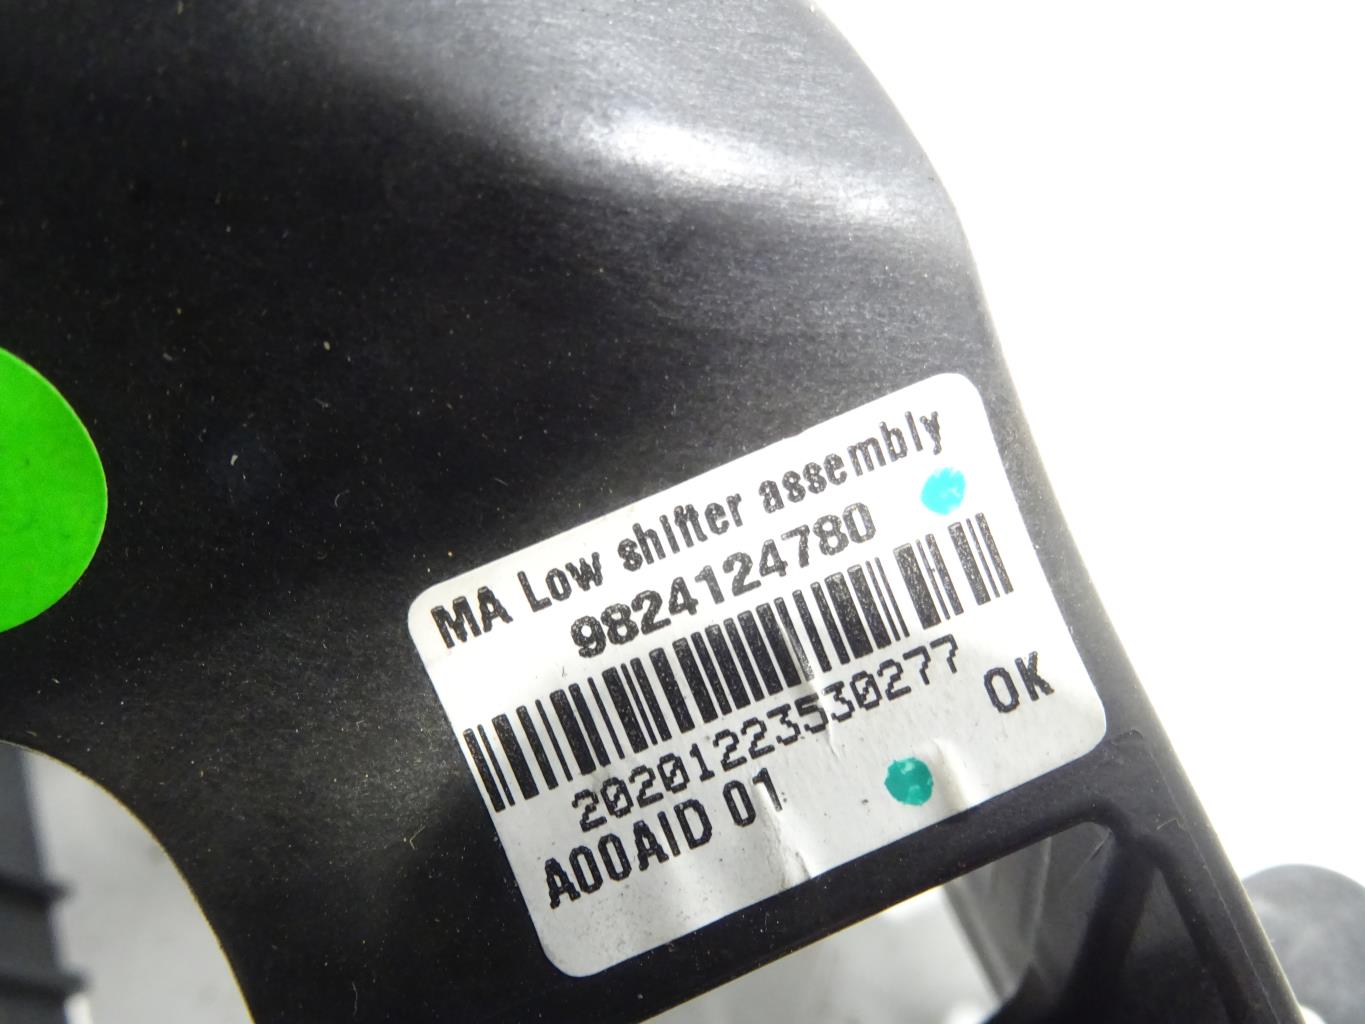 MA Low shifter assembly
9824124780
20201223530277
OK
A00AID 01